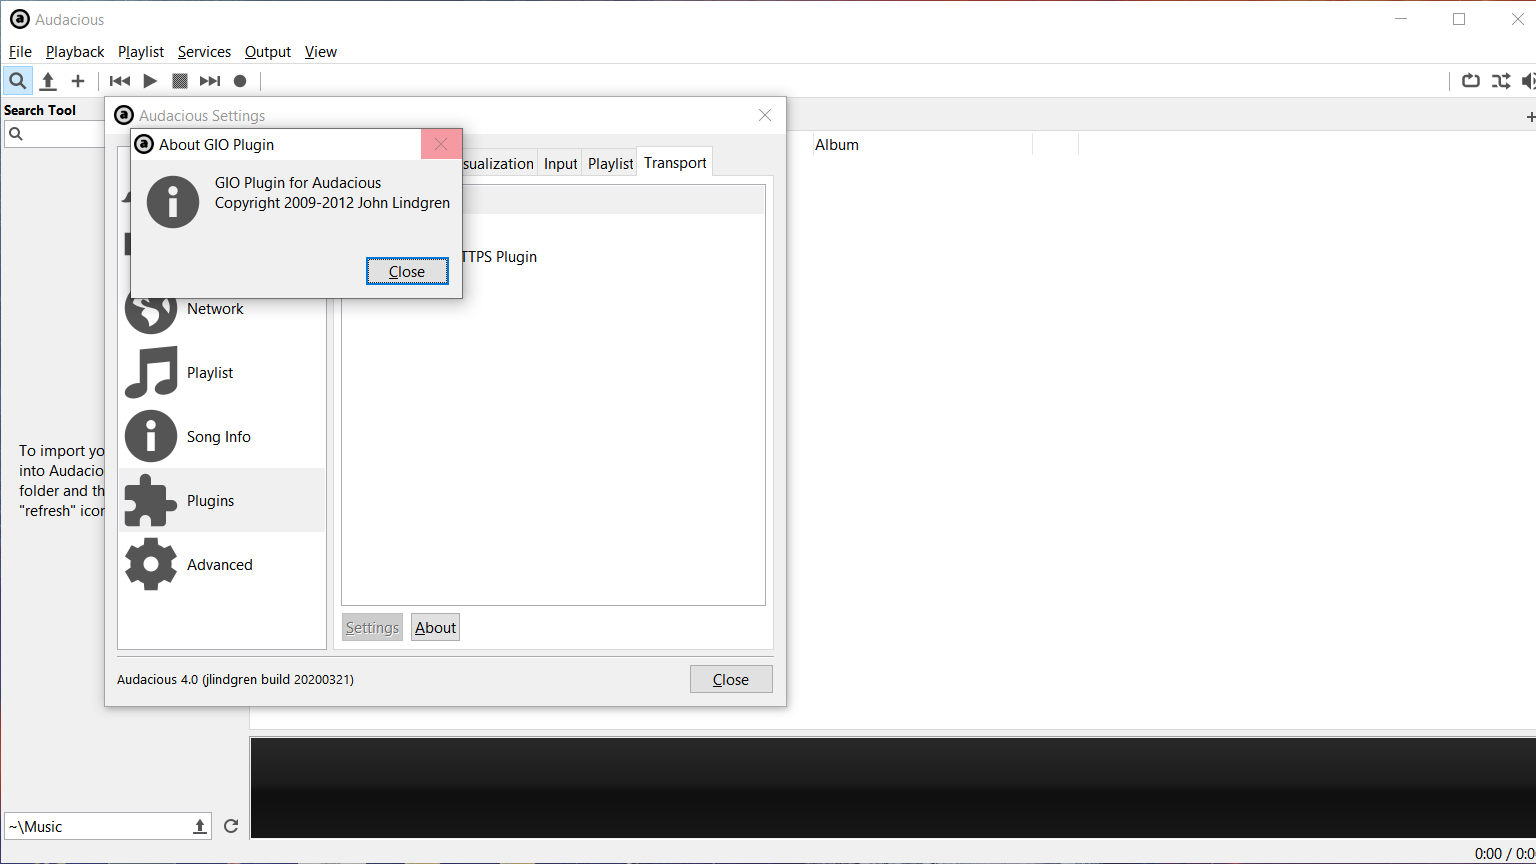 Audacious
File Playback Playlist Services Output View
Search Tool
Audacious Settings
About GIO Plugin
GIO Plugin for Audacious
Copyright 2009-2012 John Lindgren
Close
sualization Input Playlist Transport
TTPS Plugin
Album
Network
Playlist
Song Info
Plugins
Advanced
To import yo
into Audacio
folder and th
"refresh" icor
Settings About
Audacious 4.0 (jlindgren build 20200321)
Close
~\Music
0:00 / 0:0